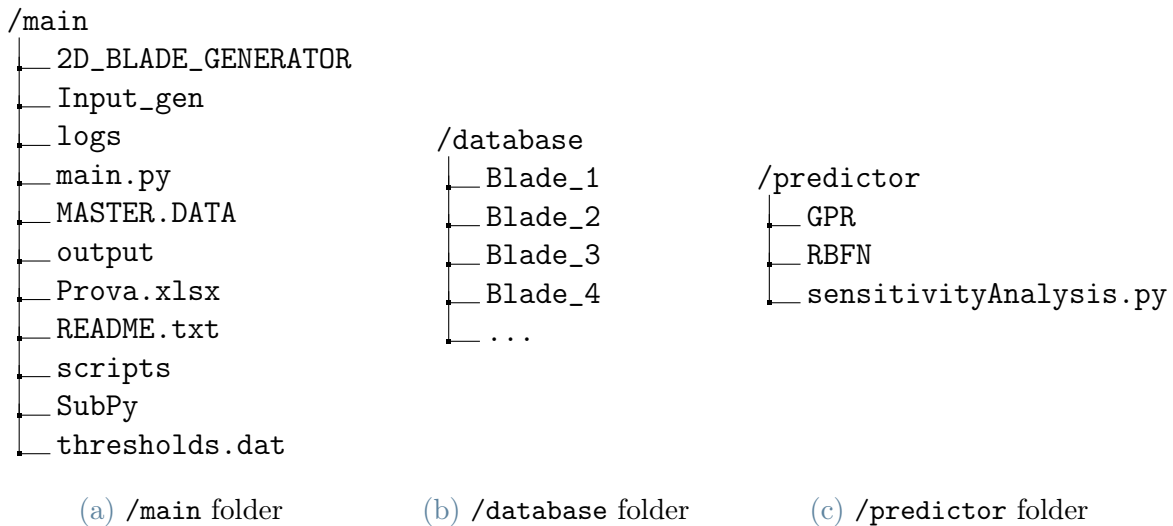 /main
2D_BLADE_GENERATOR
Input_gen
logs
main.py
MASTER.DATA
output
Prova.xlsx
README.txt
scripts
SubPy
thresholds.dat
(a) /main folder
/database
Blade_1
Blade_2
Blade_3
Blade_4
...
(b) /database folder
/predictor
GPR
RBFN
sensitivityAnalysis.py
(c) /predictor folder